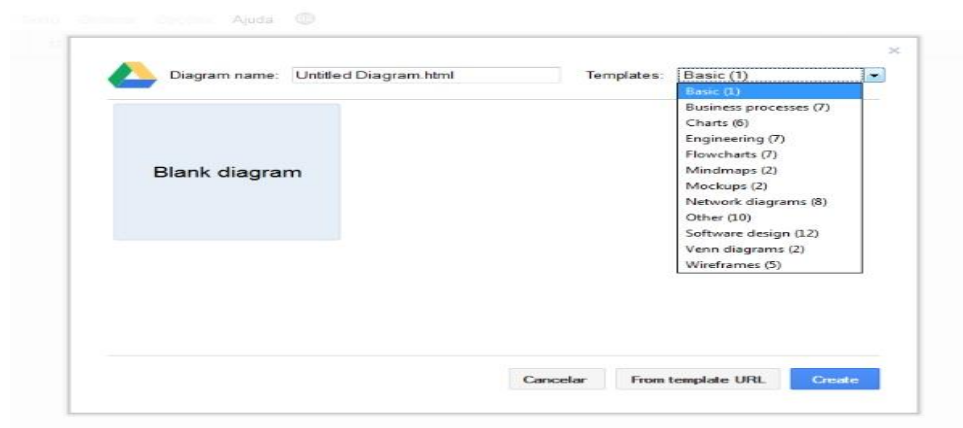 Ajuda
Diagram name: Untitled Diagram.html Templates: Basic (1)
Basic (1)
Business processes (7)
Charts (6)
Engineering (7)
Flowcharts (7)
Mindmaps (2)
Mockups (2)
Network diagrams (8)
Other (10)
Software design (12)
Venn diagrams (2)
Wireframes (5)
Blank diagram
Cancelar From template URL Create